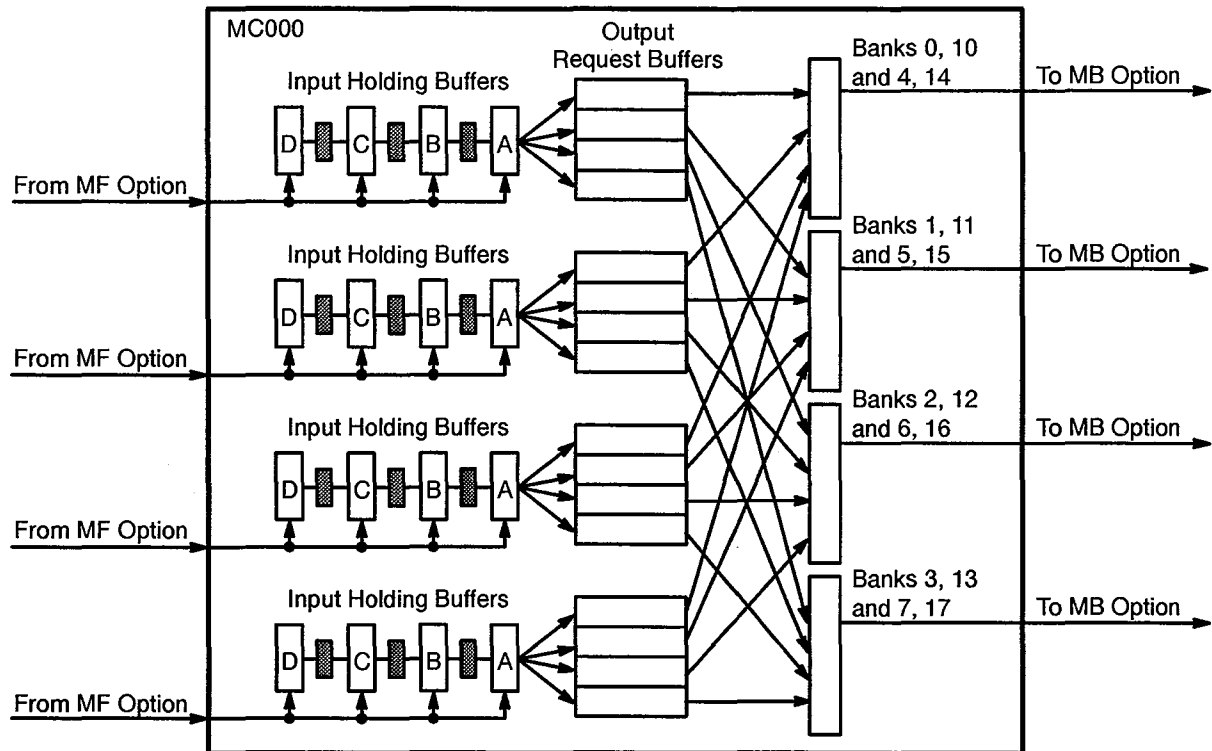 MC000
Output
Request Buffers
Input Holding Buffers
D C B A
From MF Option
Banks 0, 10
and 4, 14
To MB Option
Input Holding Buffers
D C B A
From MF Option
Banks 1, 11
and 5, 15
To MB Option
Input Holding Buffers
D C B A
From MF Option
Banks 2, 12
and 6, 16
To MB Option
Input Holding Buffers
D C B A
From MF Option
Banks 3, 13
and 7, 17
To MB Option